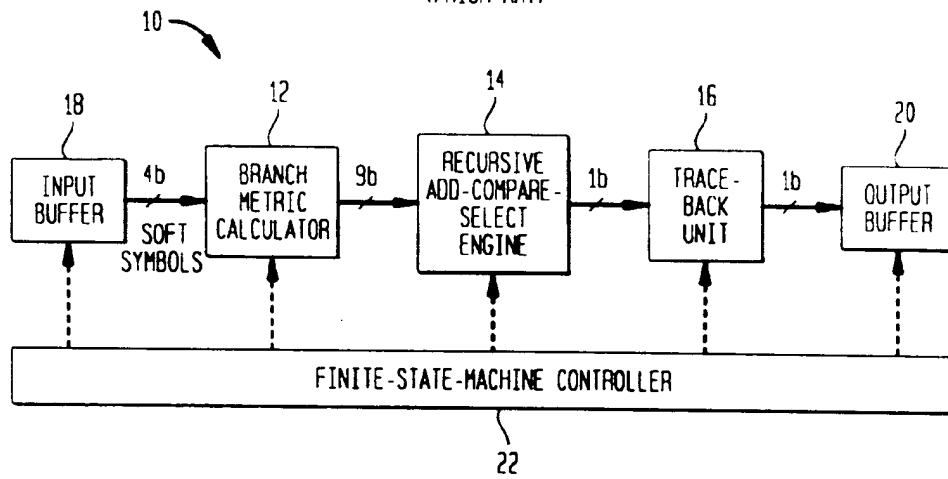 10
18
12
14
16
20
INPUT
BUFFER
4b
SOFT
SYMBOLS
BRANCH
METRIC
CALCULATOR
9b
RECURSIVE
ADD-COMPARE-
SELECT
ENGINE
1b
TRACE-
BACK
UNIT
1b
OUTPUT
BUFFER
FINITE-STATE-MACHINE CONTROLLER
22